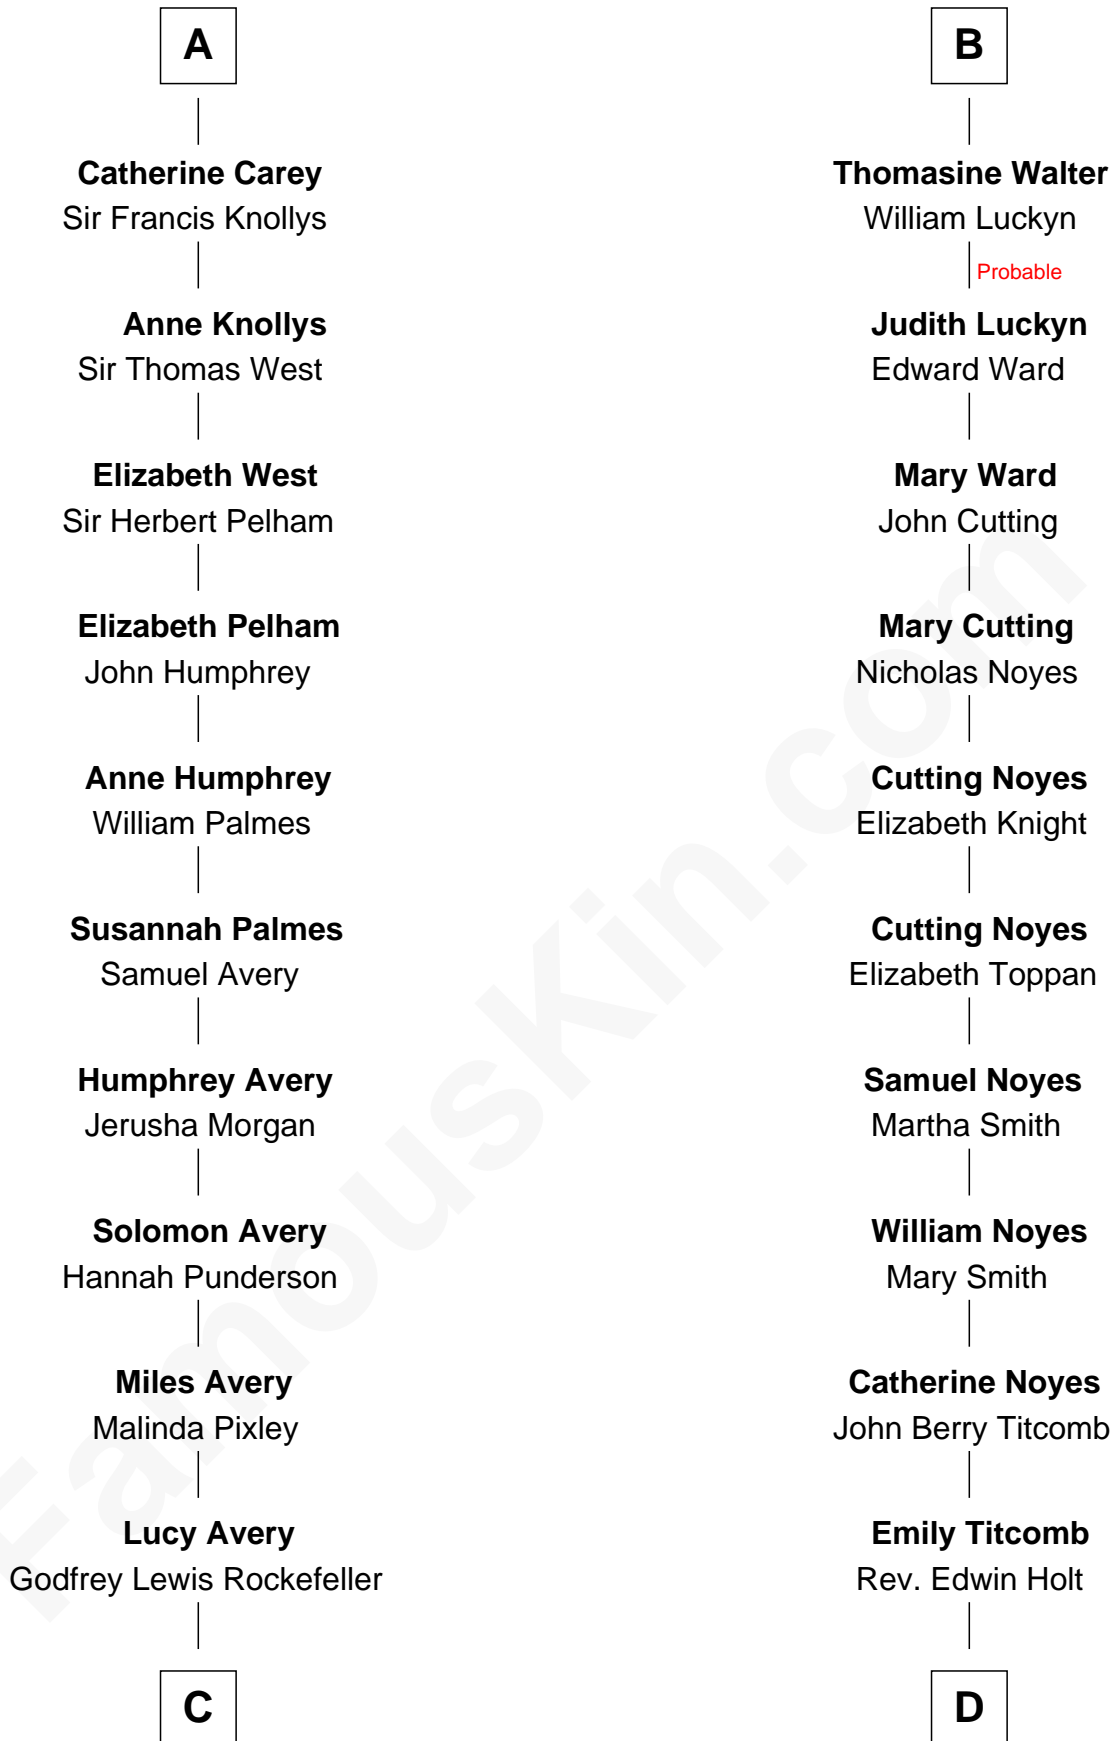 A
Catherine Carey
Sir Francis Knollys
Anne Knollys
Sir Thomas West
Elizabeth West
Sir Herbert Pelham
Elizabeth Pelham
John Humphrey
Anne Humphrey
William Palmes
Susannah Palmes
Samuel Avery
Humphrey Avery
Jerusha Morgan
Solomon Avery
Hannah Punderson
Miles Avery
Malinda Pixley
Lucy Avery
Godfrey Lewis Rockefeller
C
B
Thomasine Walter
William Luckyn
Probable
Judith Luckyn
Edward Ward
Mary Ward
John Cutting
Mary Cutting
Nicholas Noyes
Cutting Noyes
Elizabeth Knight
Cutting Noyes
Elizabeth Toppan
Samuel Noyes
Martha Smith
William Noyes
Mary Smith
Catherine Noyes
John Berry Titcomb
Emily Titcomb
Rev. Edwin Holt
D
FamousKin.com